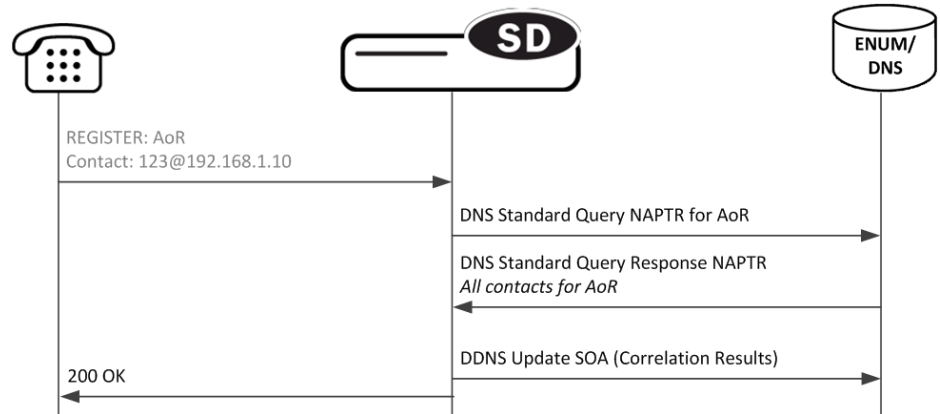 SD
ENUM/
DNS
REGISTER: AoR
Contact: 123@192.168.1.10
DNS Standard Query NAPTR for AoR
DNS Standard Query Response NAPTR
All contacts for AoR
DDNS Update SOA (Correlation Results)
200 OK